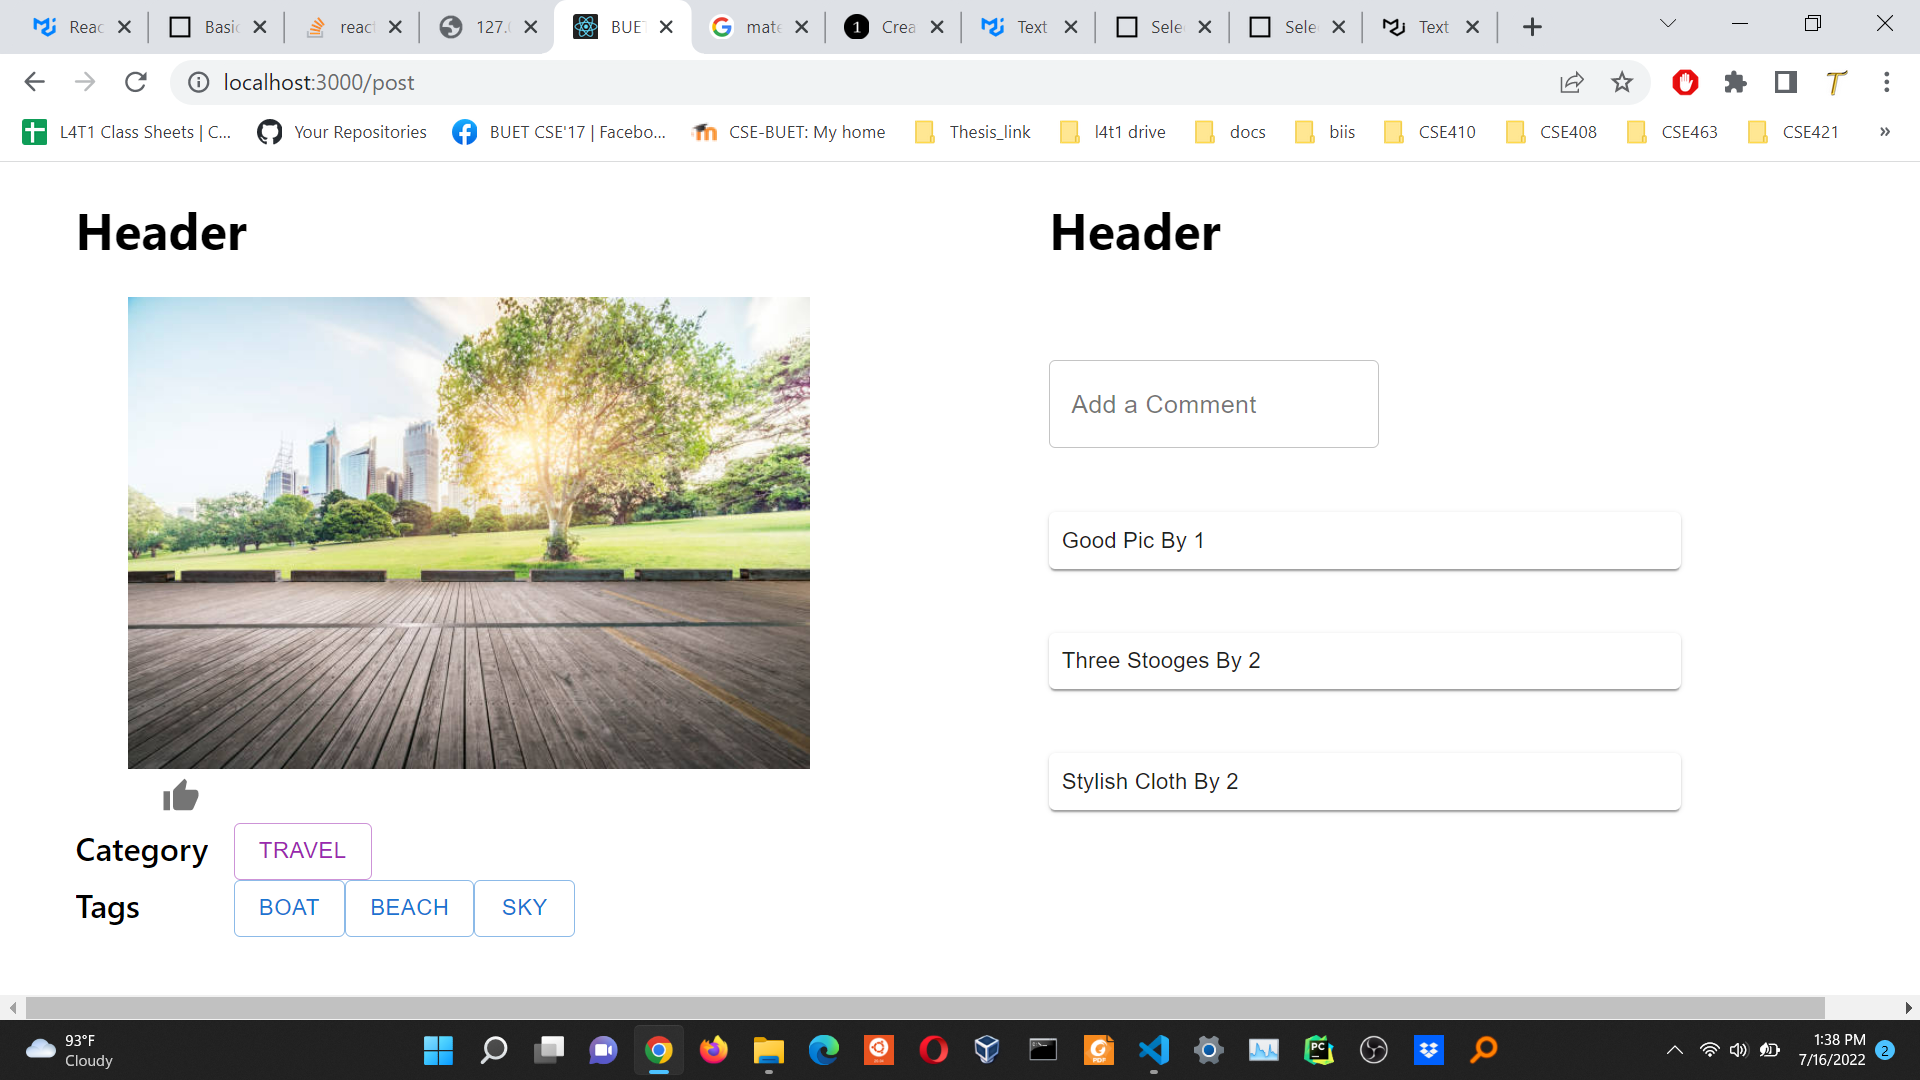 Reac
Basic
react
127.0
BUET
mate
Crea
Text
Sele
Sele
Text
localhost:3000/post
L4T1 Class Sheets | C...
Your Repositories
BUET CSE'17 | Facebo...
CSE-BUET: My home
Thesis_link
l4t1 drive
docs
biis
CSE410
CSE408
CSE463
CSE421
»
Header
Header
Add a Comment
Good Pic By 1
Three Stooges By 2
Stylish Cloth By 2
Category
TRAVEL
Tags
BOAT
BEACH
SKY
93°F
Cloudy
1:38 PM
7/16/2022
2